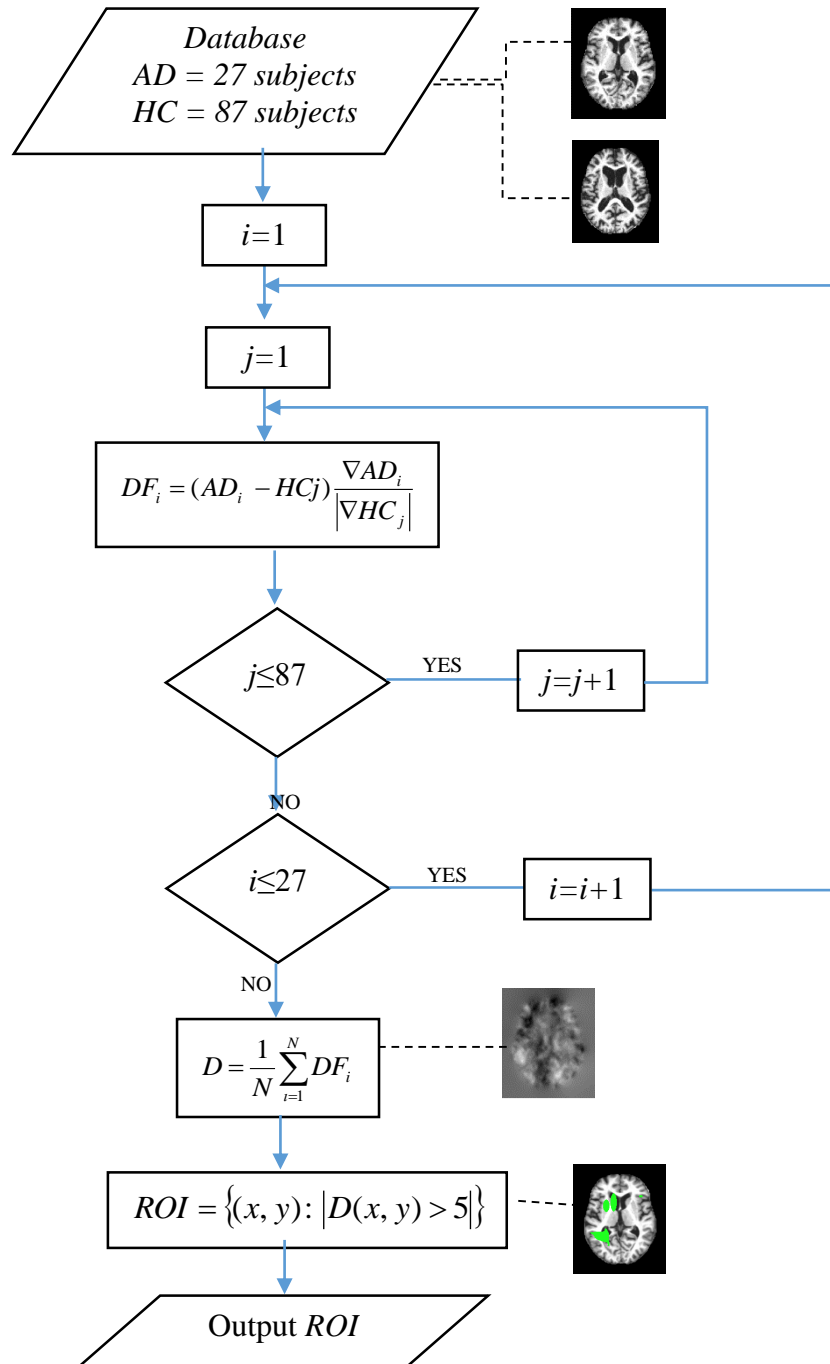 Database
AD = 27 subjects
HC = 87 subjects
i=1
j=1
DF_i = (AD_i − HCj) ∇AD_i / |∇HC_j|
j≤87
YES
j=j+1
NO
i≤27
YES
i=i+1
NO
D = 1/N ∑_{i=1}^{N} DF_i
ROI = {(x, y): |D(x, y) > 5|}
Output ROI